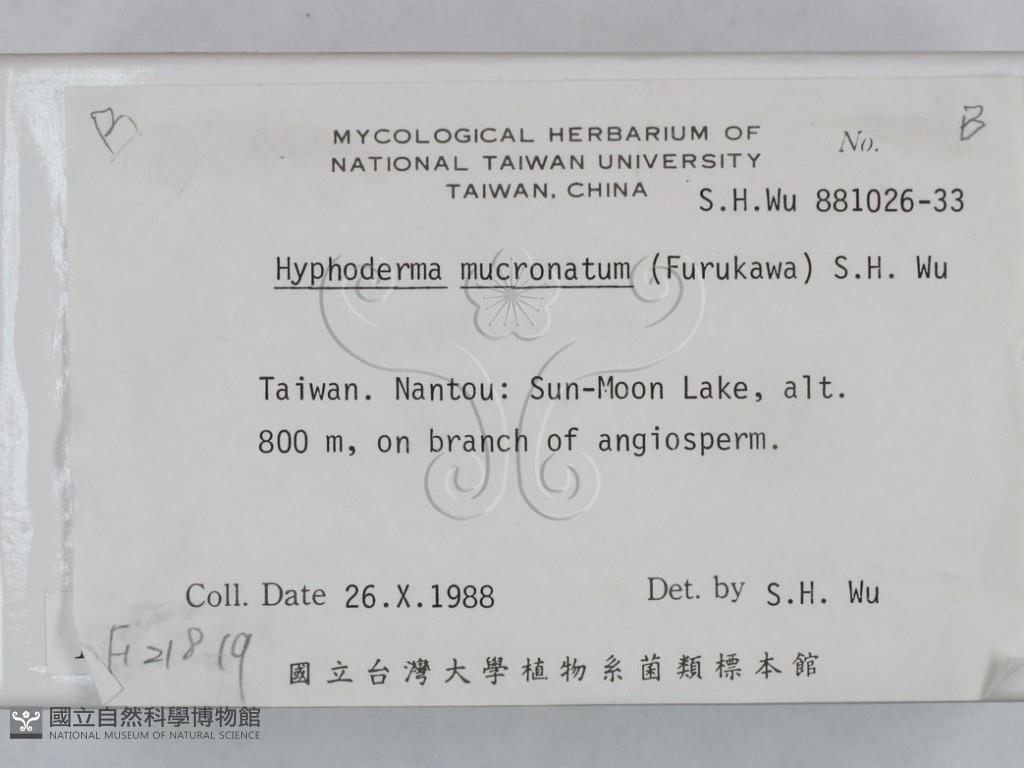 B
B
MYCOLOGICAL HERBARIUM OF
NATIONAL TAIWAN UNIVERSITY
TAIWAN, CHINA
No.
S.H.Wu 881026-33
Hyphoderma mucronatum (Furukawa) S.H. Wu
Taiwan. Nantou: Sun-Moon Lake, alt.
800 m, on branch of angiosperm.
Coll. Date 26.X.1988 Det. by S.H. Wu
F 21819
國立台灣大學植物系菌類標本館
國立自然科學博物館
NATIONAL MUSEUM OF NATURAL SCIENCE